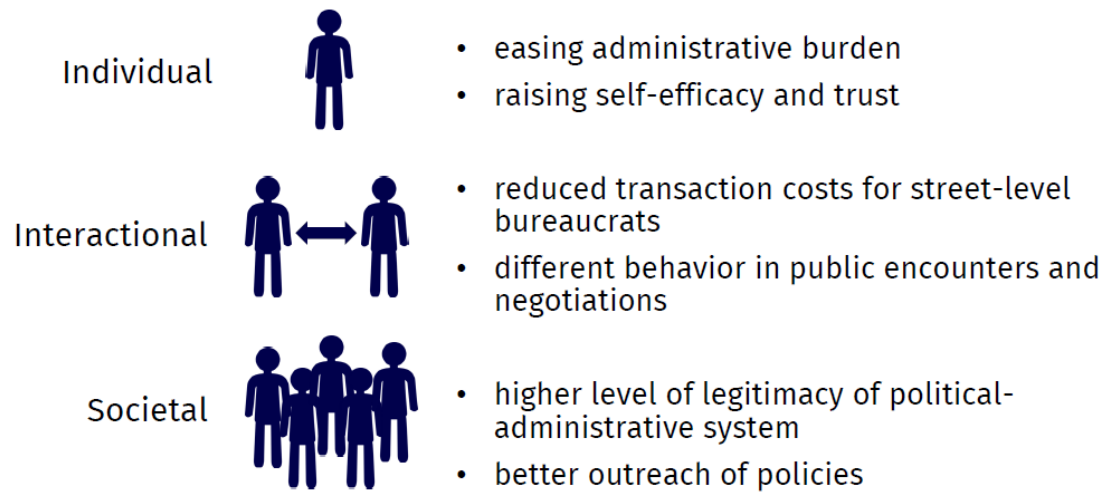 Individual
• easing administrative burden
• raising self-efficacy and trust
Interactional
• reduced transaction costs for street-level
bureaucrats
• different behavior in public encounters and
negotiations
Societal
• higher level of legitimacy of political-
administrative system
• better outreach of policies